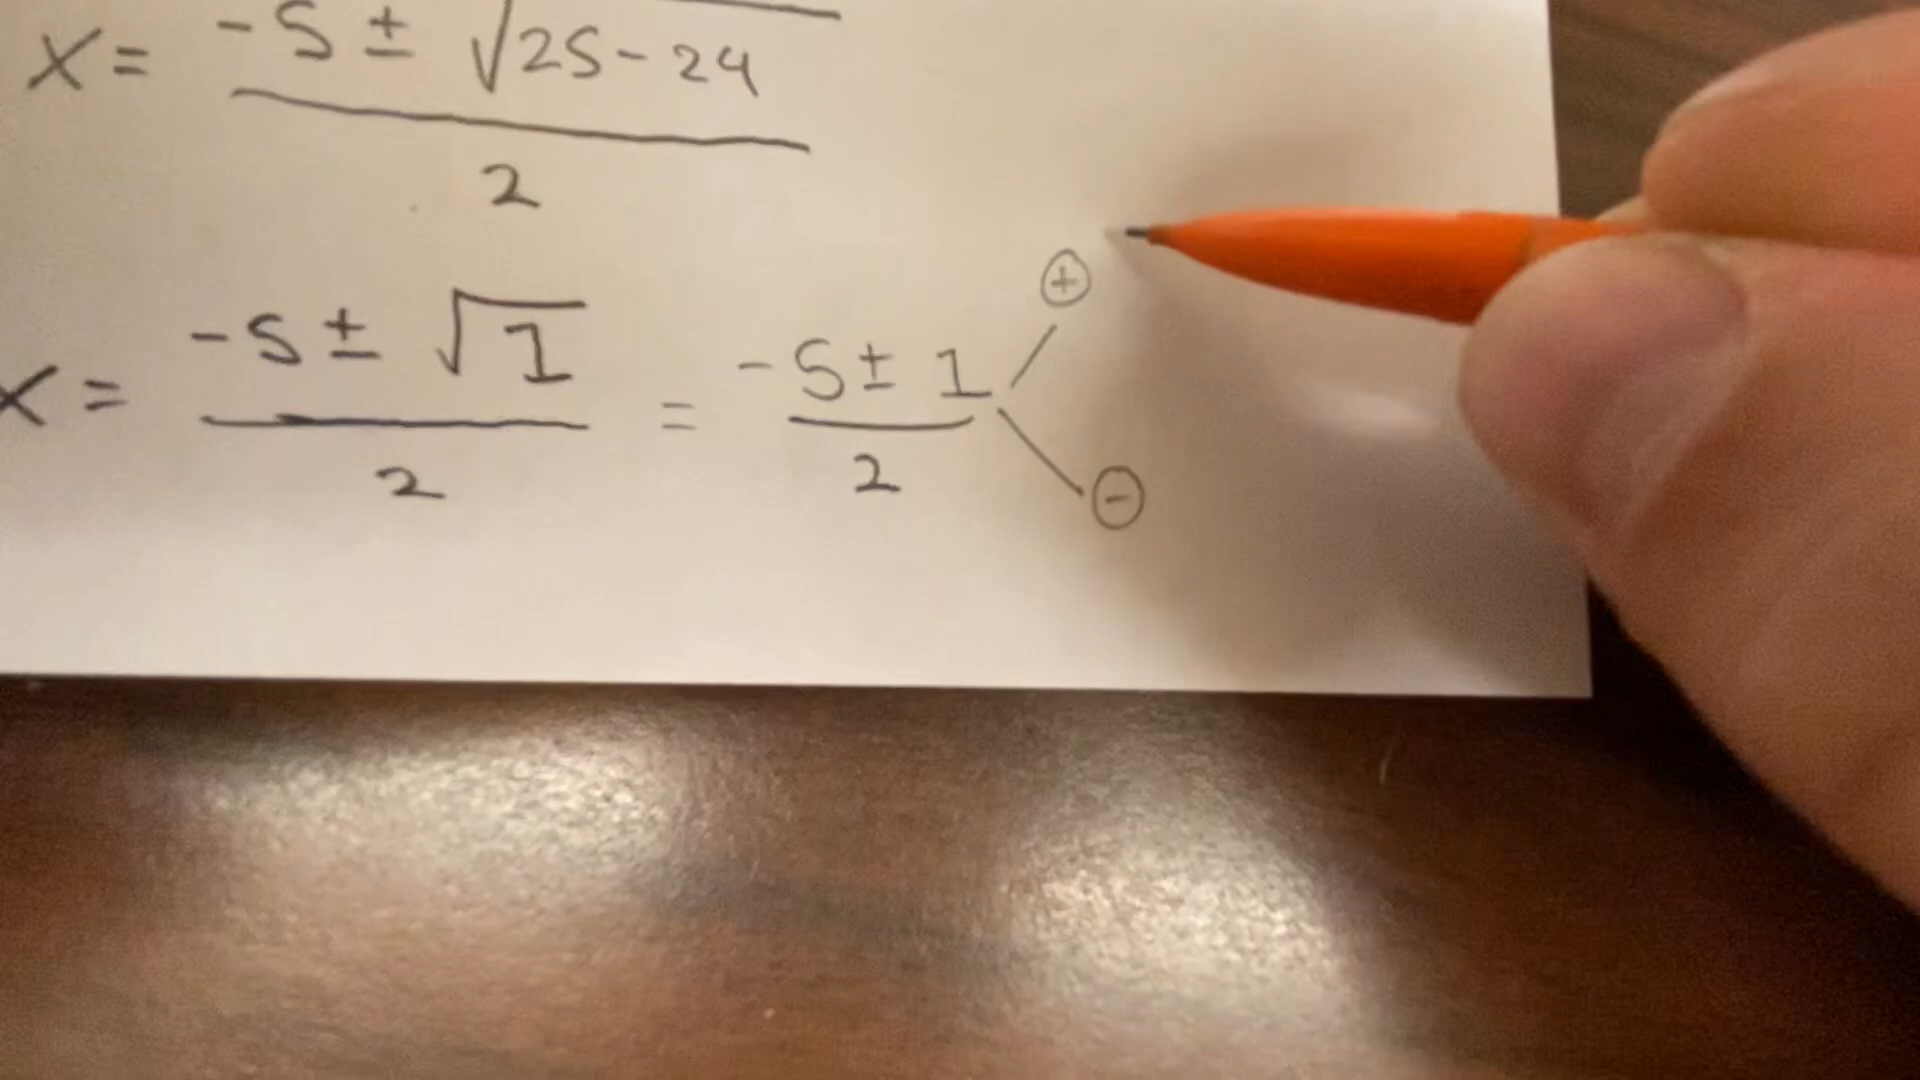 x = -5 ± √25-24
2
x = -5 ± √1 = -5 ± 1 ⊕
2 2 ⊖